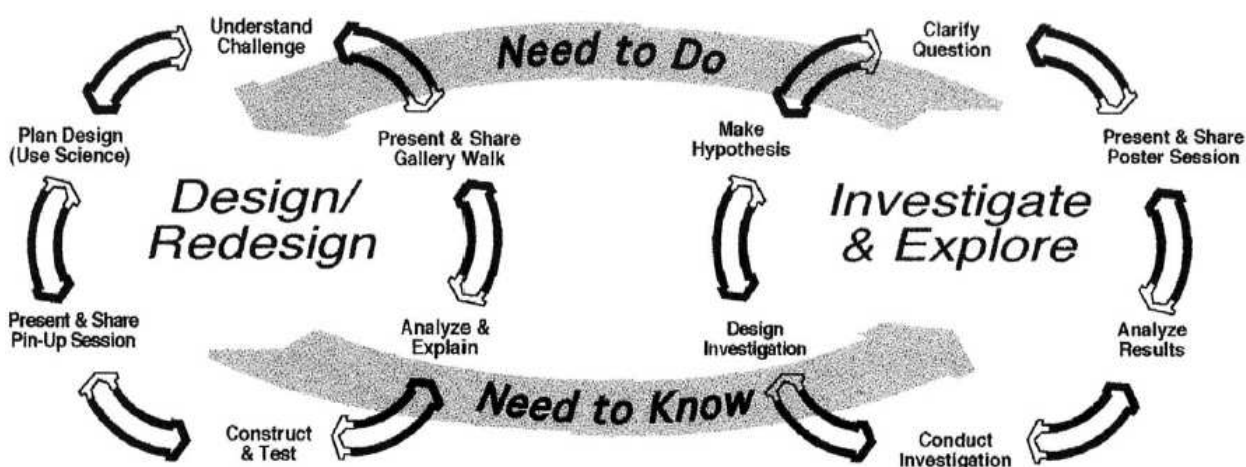 Understand
Challenge
Need to Do
Clarify
Question
Plan Design
(Use Science)
Present & Share
Gallery Walk
Make
Hypothesis
Present & Share
Poster Session
Design/
Redesign
Investigate
& Explore
Present & Share
Pin-Up Session
Analyze &
Explain
Design
Investigation
Analyze
Results
Need to Know
Construct
& Test
Conduct
Investigation